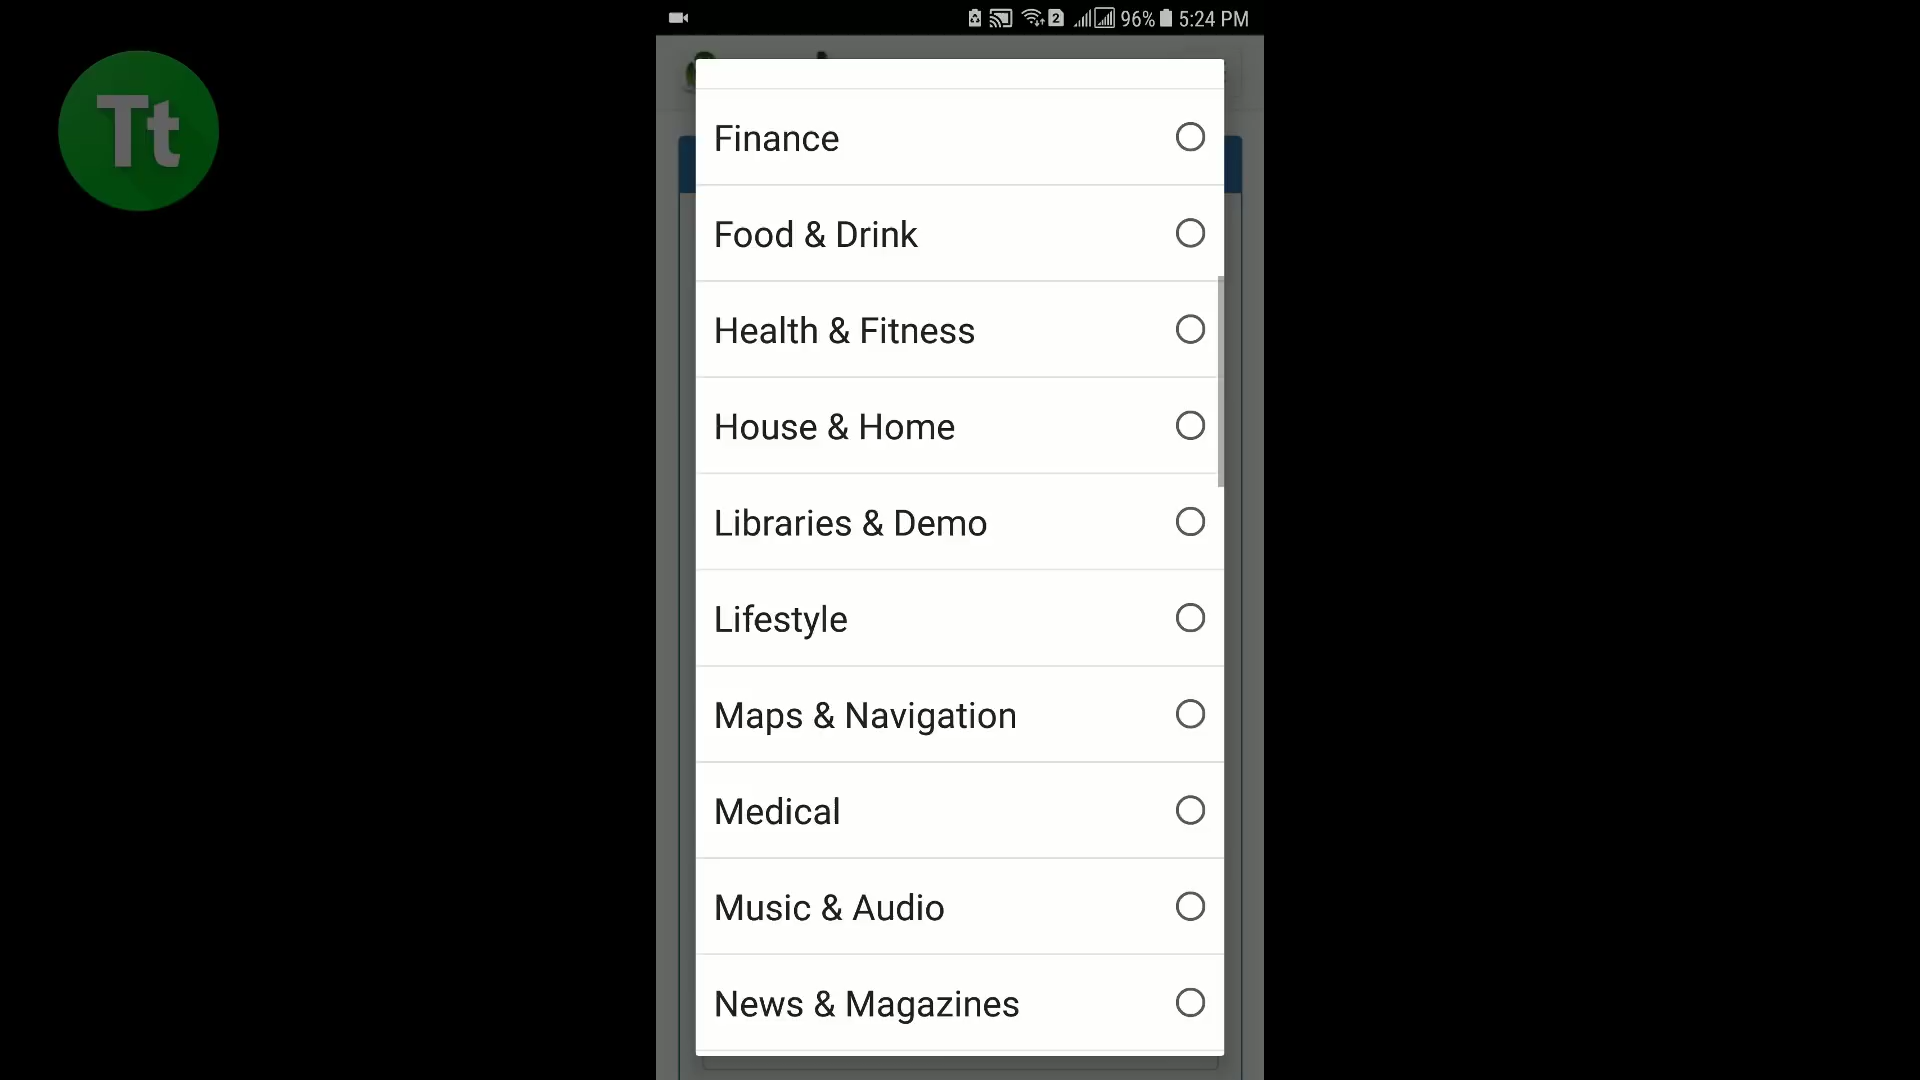 2 96% 5:24 PM
Tt
Finance
Food & Drink
Health & Fitness
House & Home
Libraries & Demo
Lifestyle
Maps & Navigation
Medical
Music & Audio
News & Magazines